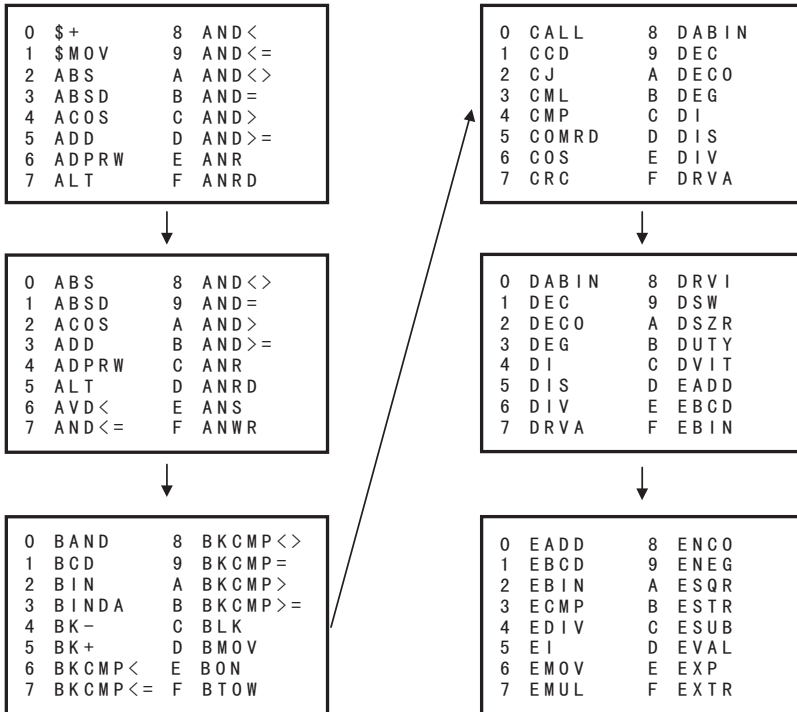 0 $+ 8 AND<
1 $MOV 9 AND<=
2 ABS A AND<>
3 ABSD B AND=
4 ACOS C AND>
5 ADD D AND>=
6 ADPRW E ANR
7 ALT F ANRD
0 ABS 8 AND<>
1 ABSD 9 AND=
2 ACOS A AND>
3 ADD B AND>=
4 ADPRW C ANR
5 ALT D ANRD
6 AVD< E ANS
7 AND<= F ANWR
0 BAND 8 BKCMP<>
1 BCD 9 BKCMP=
2 BIN A BKCMP>
3 BINDA B BKCMP>=
4 BK- C BLK
5 BK+ D BMOV
6 BKCMP< E BON
7 BKCMP<= F BTOW
0 CALL 8 DABIN
1 CCD 9 DEC
2 CJ A DECO
3 CML B DEG
4 CMP C DI
5 COMRD D DIS
6 COS E DIV
7 CRC F DRVA
0 DABIN 8 DRVI
1 DEC 9 DSW
2 DECO A DSZR
3 DEG B DUTY
4 DI C DVIT
5 DIS D EADD
6 DIV E EBCD
7 DRVA F EBIN
0 EADD 8 ENCO
1 EBCD 9 ENEG
2 EBIN A ESQR
3 ECMP B ESTR
4 EDIV C ESUB
5 EI D EVAL
6 EMOV E EXP
7 EMUL F EXTR